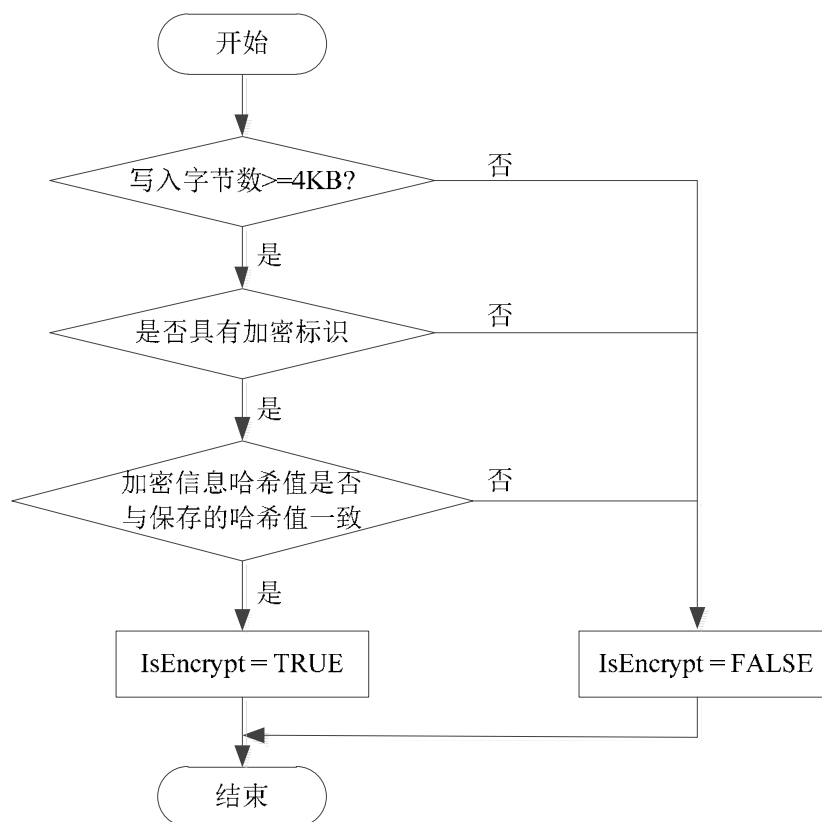 开始
写入字节数>=4KB?
否
是
是否具有加密标识
否
是
加密信息哈希值是否
与保存的哈希值一致
否
是
IsEncrypt = TRUE
IsEncrypt = FALSE
结束